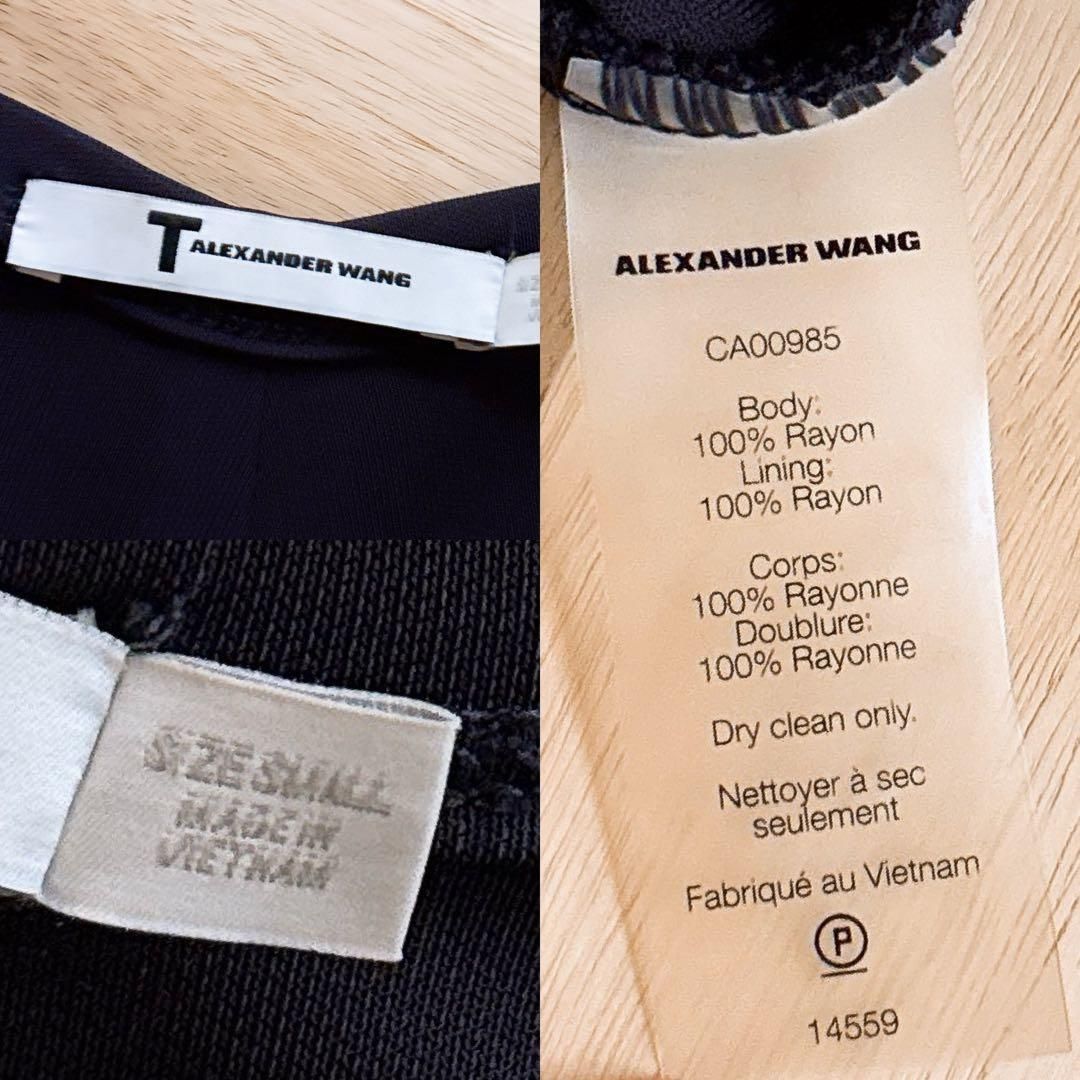 T ALEXANDER WANG
SIZE SMALL
MADE IN
VIETNAM
ALEXANDER WANG
CA00985
Body:
100% Rayon
Lining:
100% Rayon
Corps:
100% Rayonne
Doublure:
100% Rayonne
Dry clean only.
Nettoyer à sec
seulement
Fabriqué au Vietnam
P
14559